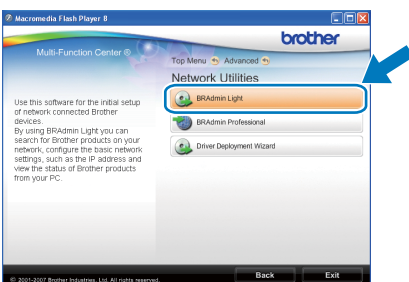 Macromedia Flash Player 8
brother
Multi-Function Center ®
Top Menu Advanced
Network Utilities
BRAdmin Light
BRAdmin Professional
Driver Deployment Wizard
Use this software for the initial setup
of network connected Brother
devices.
By using BRAdmin Light you can
search for Brother products on your
network, configure the basic network
settings, such as the IP address and
view the status of Brother products
from your PC.
© 2001-2007 Brother Industries, Ltd. All rights reserved.
Back
Exit